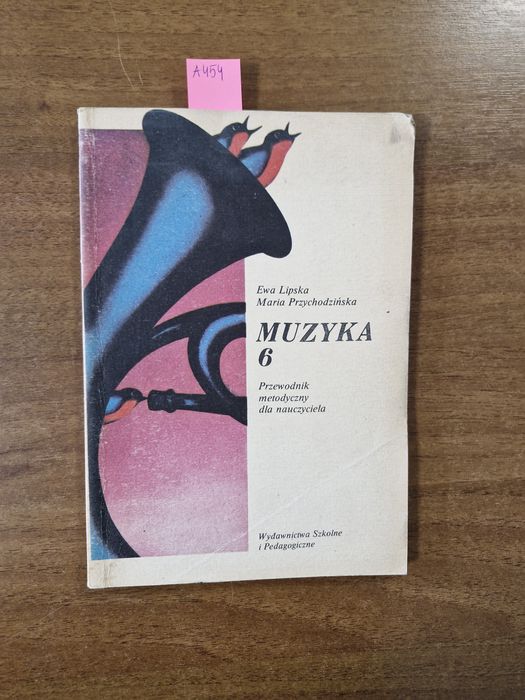 A454
Ewa Lipska
Maria Przychodzińska
MUZYKA
6
Przewodnik
metodyczny
dla nauczyciela
Wydawnictwa Szkolne
i Pedagogiczne